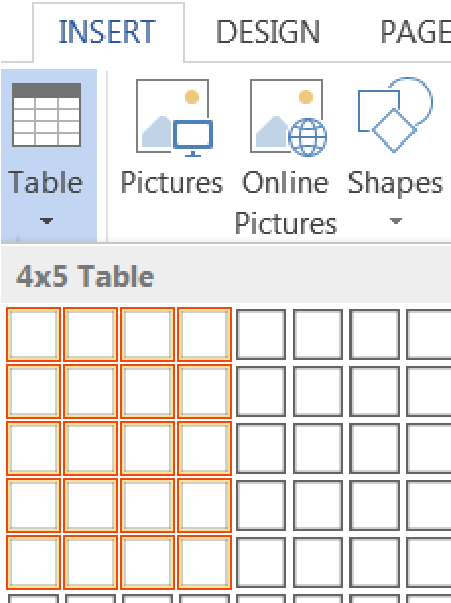 INSERT DESIGN PAGE
Table Pictures Online Shapes
Pictures
4x5 Table